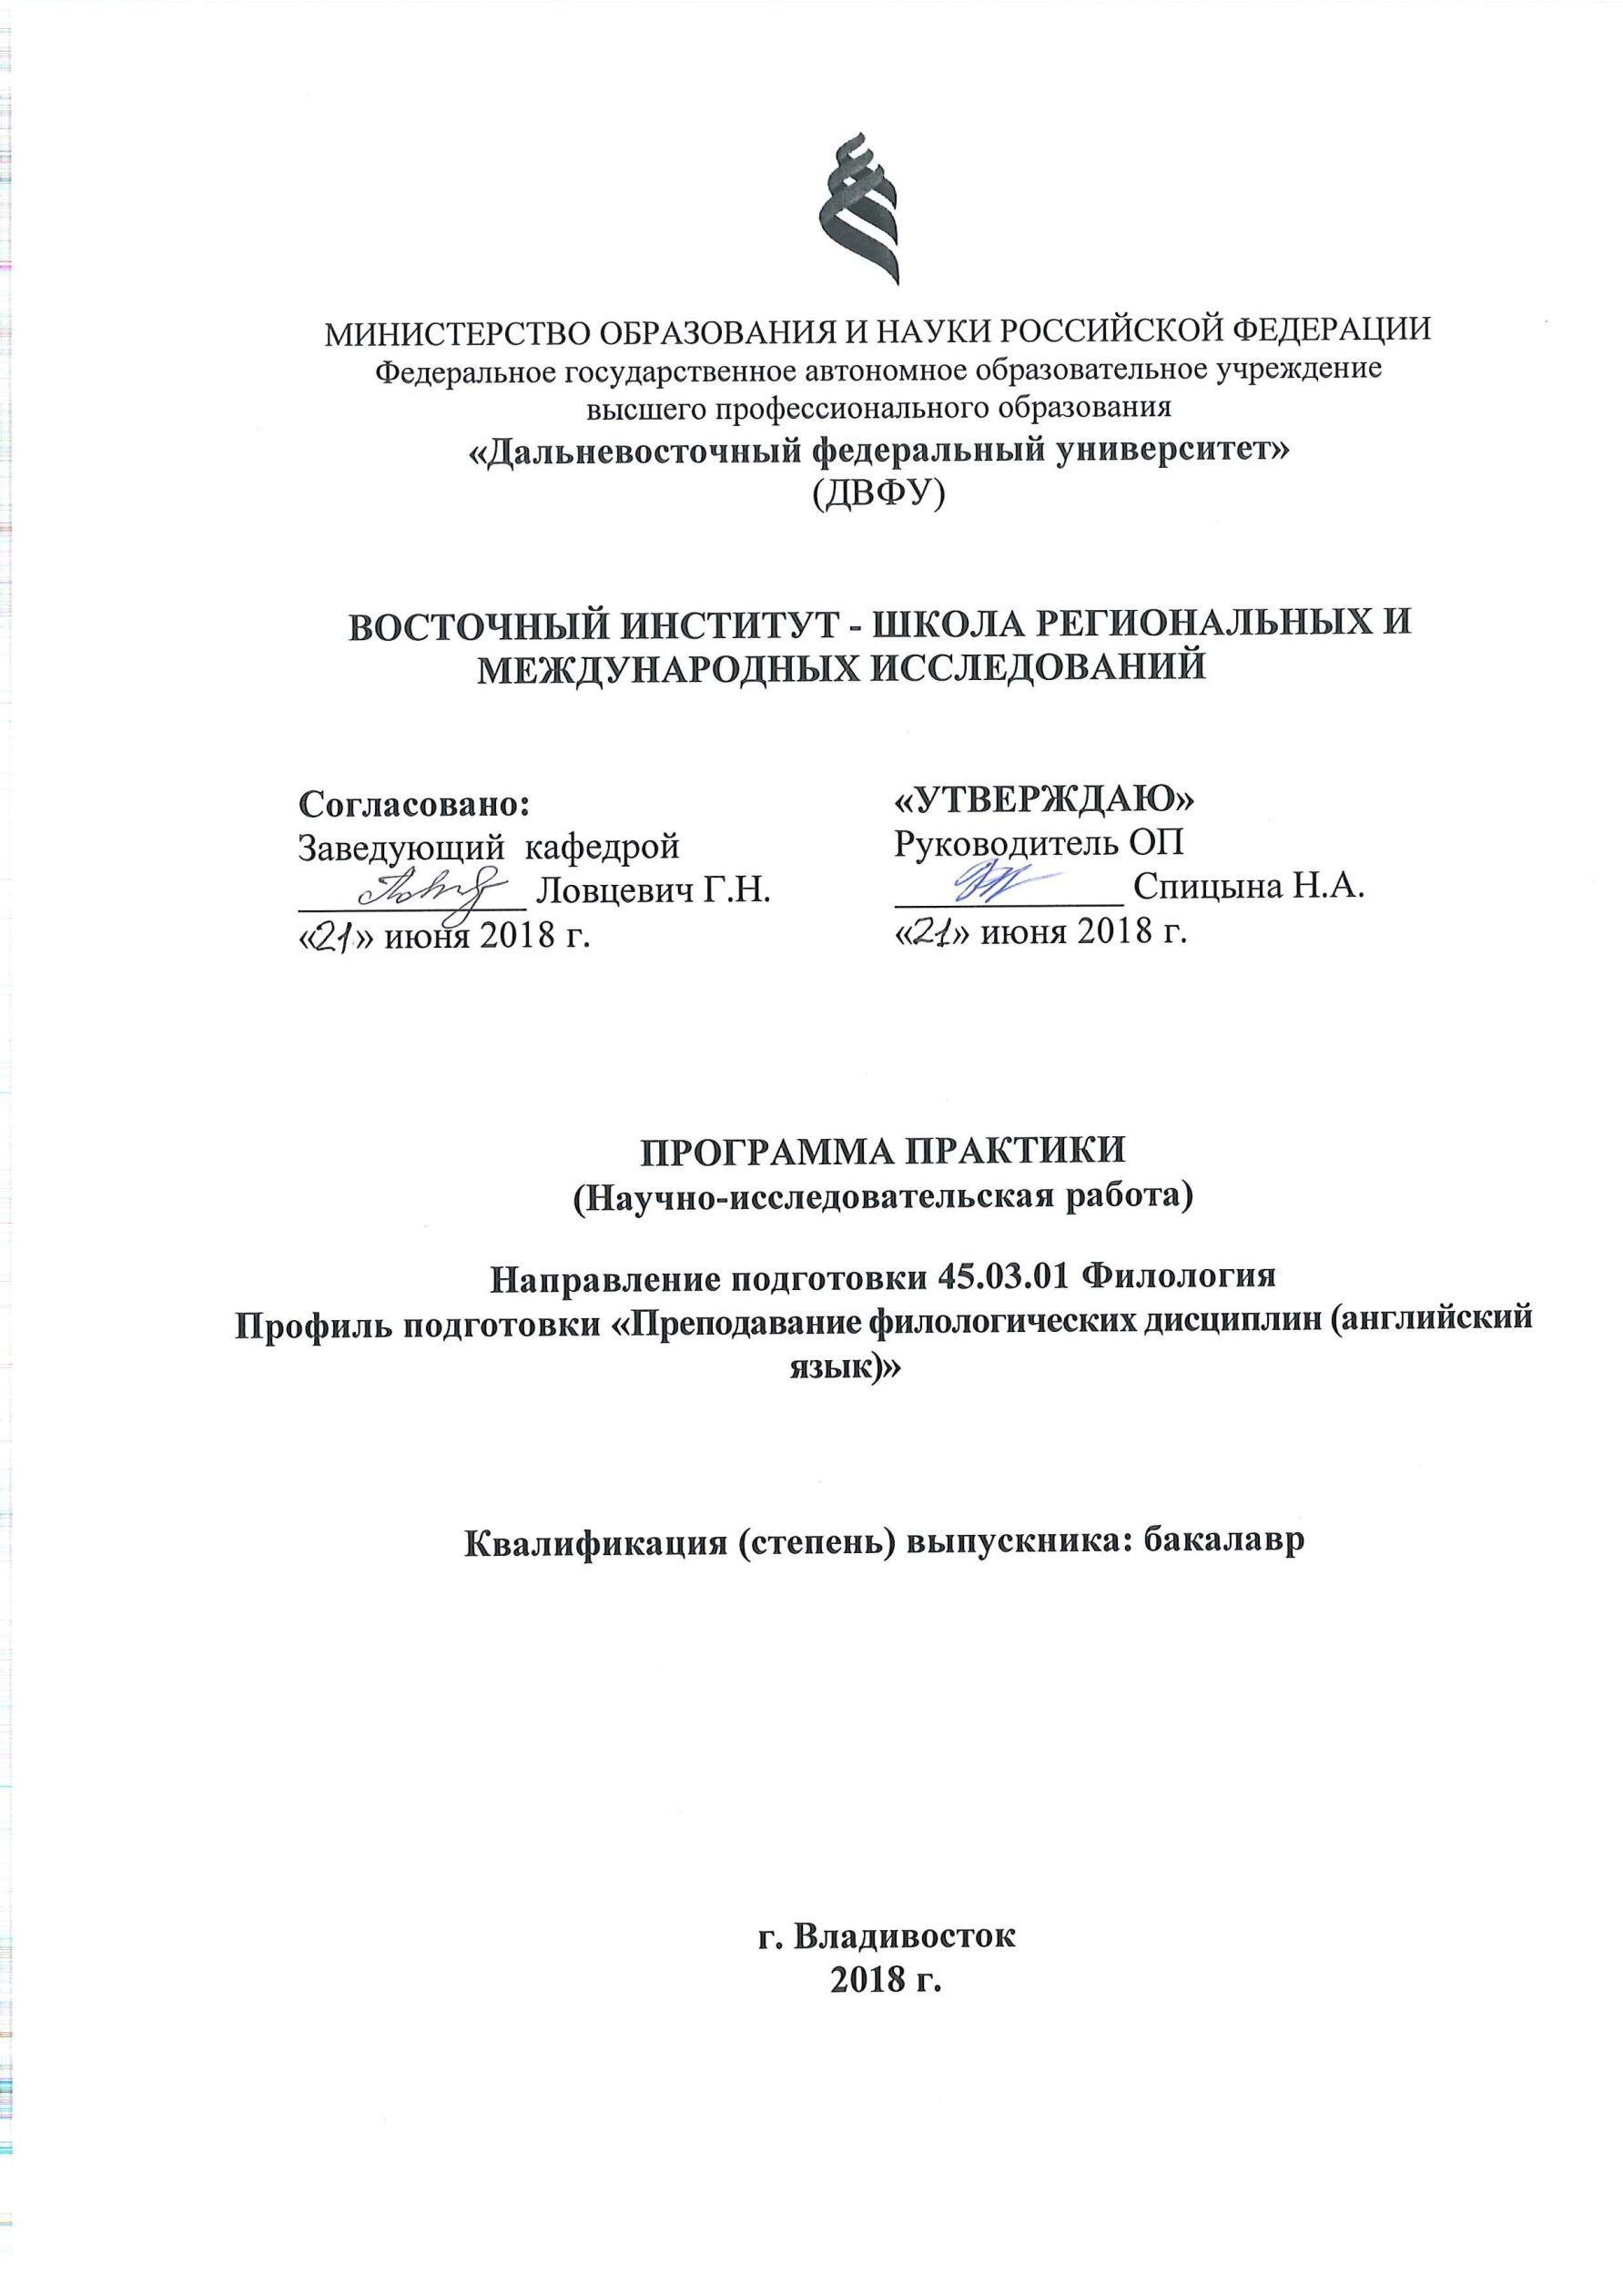 МИНИСТЕРСТВО ОБРАЗОВАНИЯ И НАУКИ РОССИЙСКОЙ ФЕДЕРАЦИИ
Федеральное государственное автономное образовательное учреждение
высшего профессионального образования
«Дальневосточный федеральный университет»
(ДВФУ)
ВОСТОЧНЫЙ ИНСТИТУТ - ШКОЛА РЕГИОНАЛЬНЫХ И
МЕЖДУНАРОДНЫХ ИССЛЕДОВАНИЙ
Согласовано:
Заведующий кафедрой
Ловцевич Г.Н.
«21» июня 2018 г.
«УТВЕРЖДАЮ»
Руководитель ОП
Спицына Н.А.
«21» июня 2018 г.
ПРОГРАММА ПРАКТИКИ
(Научно-исследовательская работа)
Направление подготовки 45.03.01 Филология
Профиль подготовки «Преподавание филологических дисциплин (английский
язык)»
Квалификация (степень) выпускника: бакалавр
г. Владивосток
2018 г.